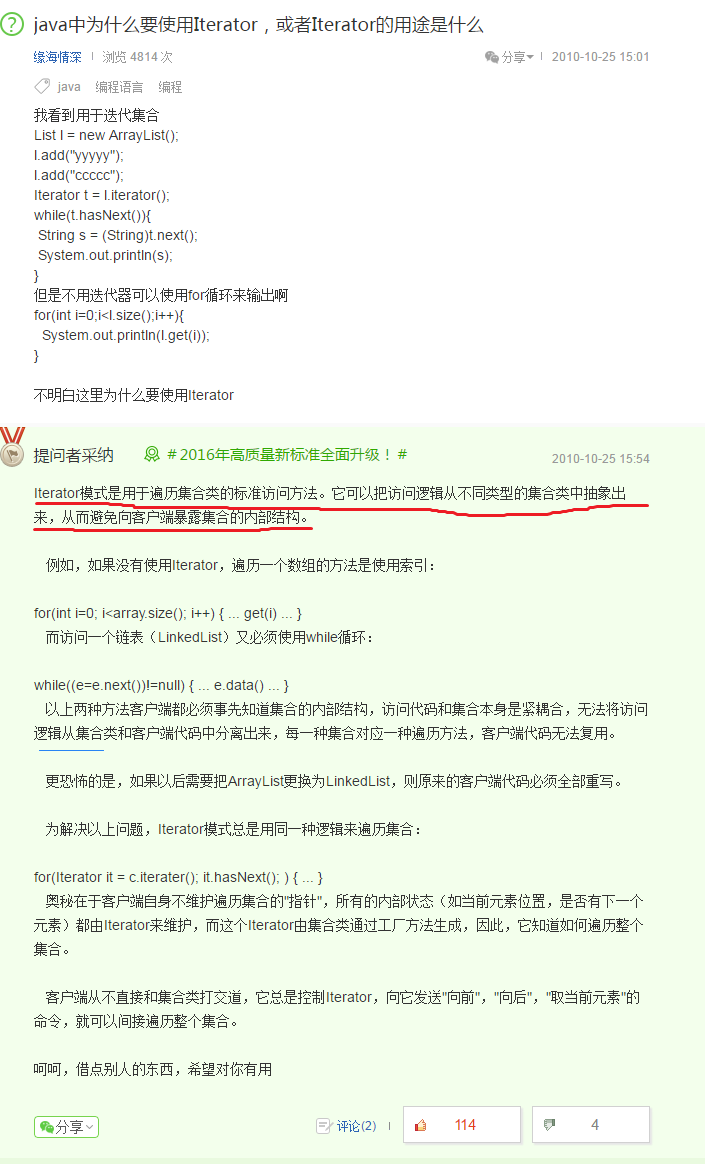 java中为什么要使用Iterator，或者Iterator的用途是什么
缘海情深 浏览 4814 次 分享 2010-10-25 15:01
java 编程语言 编程
我看到用于迭代集合
List l = new ArrayList();
l.add("yyyyy");
l.add("ccccc");
Iterator t = l.iterator();
while(t.hasNext()){
String s = (String)t.next();
System.out.println(s);
}
但是不用迭代器可以使用for循环来输出啊
for(int i=0;i<l.size();i++){
System.out.println(l.get(i));
}
不明白这里为什么要使用Iterator
提问者采纳 #2016年高质量新标准全面升级！# 2010-10-25 15:54
Iterator模式是用于遍历集合类的标准访问方法。它可以把访问逻辑从不同类型的集合类中抽象出
来，从而避免向客户端暴露集合的内部结构。
例如，如果没有使用Iterator，遍历一个数组的方法是使用索引：
for(int i=0; i<array.size(); i++) { ... get(i) ... }
而访问一个链表（LinkedList）又必须使用while循环：
while((e=e.next())!=null) { ... e.data() ... }
以上两种方法客户端都必须事先知道集合的内部结构，访问代码和集合本身是紧耦合，无法将访问
逻辑从集合类和客户端代码中分离出来，每一种集合对应一种遍历方法，客户端代码无法复用。
更恐怖的是，如果以后需要把ArrayList更换为LinkedList，则原来的客户端代码必须全部重写。
为解决以上问题，Iterator模式总是用同一种逻辑来遍历集合：
for(Iterator it = c.iterater(); it.hasNext(); ) { ... }
奥秘在于客户端自身不维护遍历集合的"指针"，所有的内部状态（如当前元素位置，是否有下一个
元素）都由Iterator来维护，而这个Iterator由集合类通过工厂方法生成，因此，它知道如何遍历整个
集合。
客户端从不直接和集合类打交道，它总是控制Iterator，向它发送"向前"，"向后"，"取当前元素"的
命令，就可以间接遍历整个集合。
呵呵，借点别人的东西，希望对你有用
分享 评论(2) 114 4